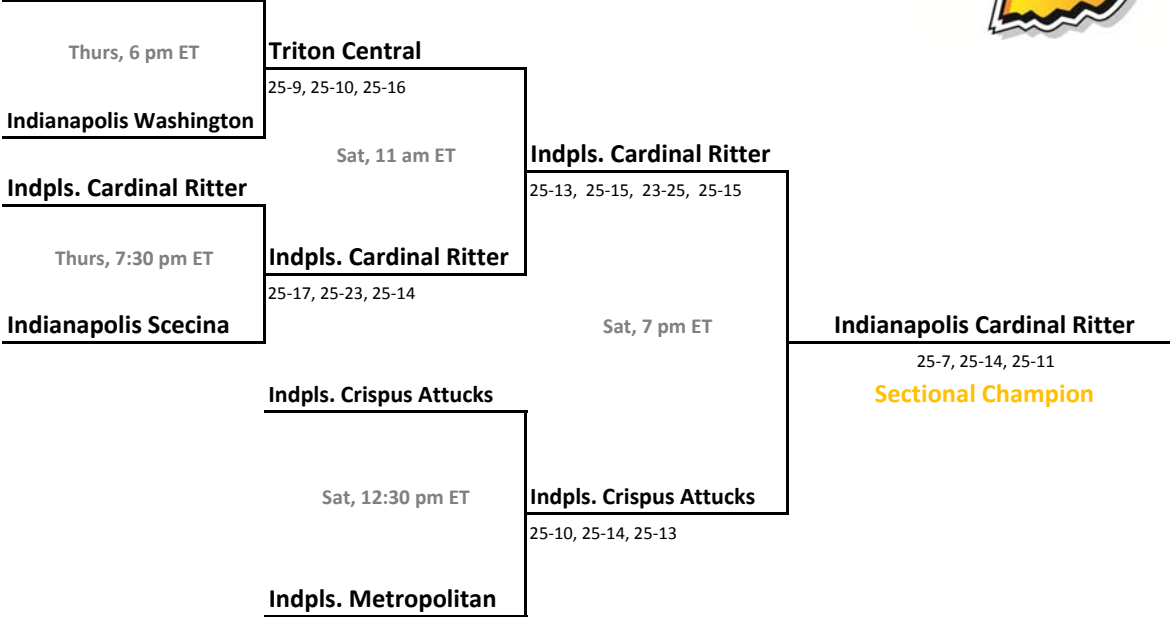 Thurs, 6 pm ET
Triton Central
25-9, 25-10, 25-16
Indianapolis Washington
Sat, 11 am ET
Indpls. Cardinal Ritter
Indpls. Cardinal Ritter
25-13, 25-15, 23-25, 25-15
Thurs, 7:30 pm ET
Indpls. Cardinal Ritter
25-17, 25-23, 25-14
Indianapolis Scecina
Sat, 7 pm ET
Indianapolis Cardinal Ritter
25-7, 25-14, 25-11
Sectional Champion
Indpls. Crispus Attucks
Sat, 12:30 pm ET
Indpls. Crispus Attucks
25-10, 25-14, 25-13
Indpls. Metropolitan